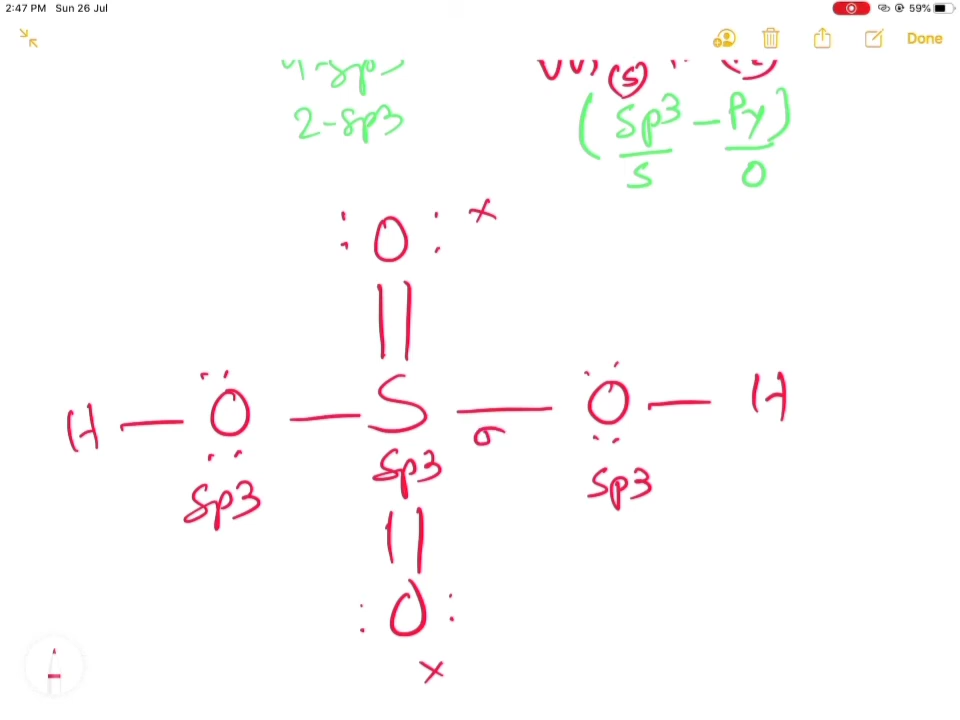 2:47 PM Sun 26 Jul
59%
Done
(S)
2-Sp3
(Sp3 - Py)
S O
: O : x
H - O - S - O - H
σ
Sp3 Sp3 Sp3
: O :
x